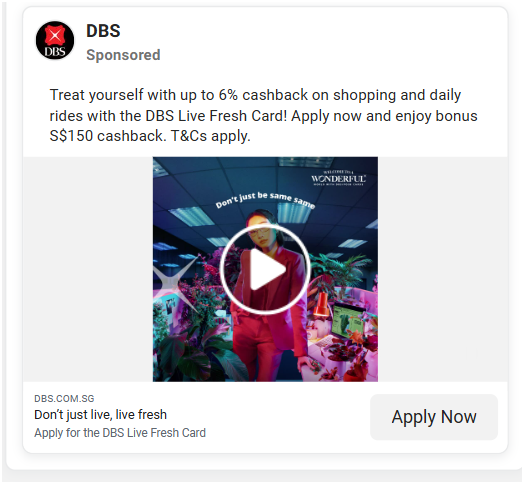 DBS
DBS
Sponsored
Treat yourself with up to 6% cashback on shopping and daily
rides with the DBS Live Fresh Card! Apply now and enjoy bonus
S$150 cashback. T&Cs apply.
WELCOME TO A
WONDERFUL
Don't just be same same
DBS.COM.SG
Don't just live, live fresh
Apply for the DBS Live Fresh Card
Apply Now